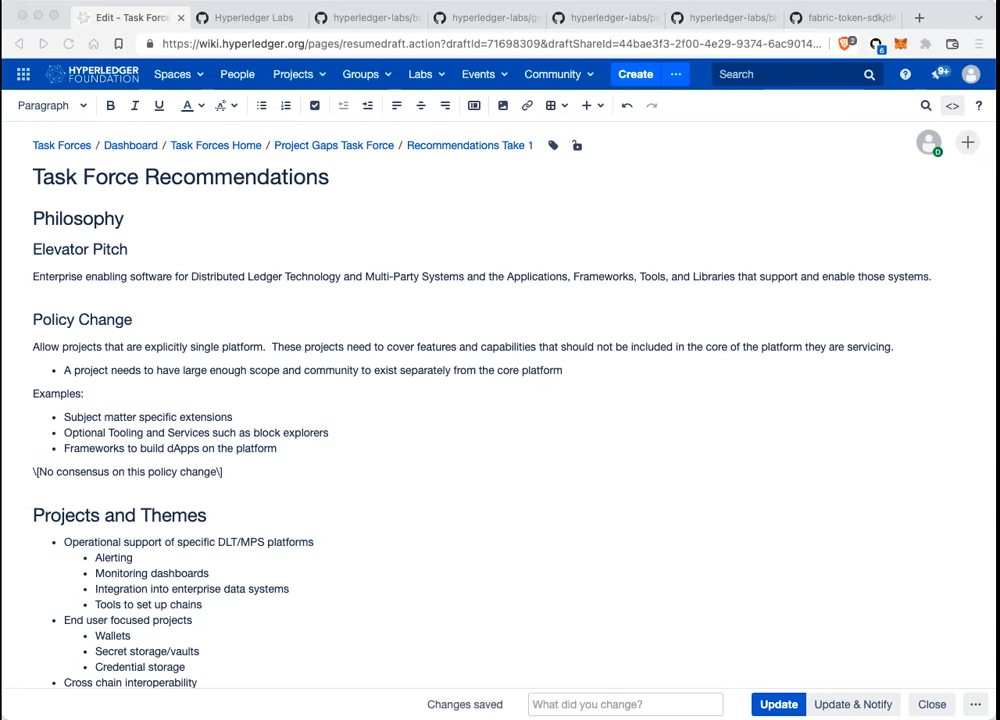 Edit - Task Force
Hyperledger Labs
hyperledger-labs/bu
hyperledger-labs/go
hyperledger-labs/pe
hyperledger-labs/bl
fabric-token-sdk/de
https://wiki.hyperledger.org/pages/resumedraft.action?draftId=71698309&draftShareId=44bae3f3-2f00-4e29-9374-6ac9014...
2
6
HYPERLEDGER
FOUNDATION
Spaces
People
Projects
Groups
Labs
Events
Community
Create
...
Search
9+
Paragraph
B I U A
<>
?
Task Forces / Dashboard / Task Forces Home / Project Gaps Task Force / Recommendations Take 1
D
Task Force Recommendations
Philosophy
Elevator Pitch
Enterprise enabling software for Distributed Ledger Technology and Multi-Party Systems and the Applications, Frameworks, Tools, and Libraries that support and enable those systems.
Policy Change
Allow projects that are explicitly single platform. These projects need to cover features and capabilities that should not be included in the core of the platform they are servicing.
• A project needs to have large enough scope and community to exist separately from the core platform
Examples:
• Subject matter specific extensions
• Optional Tooling and Services such as block explorers
• Frameworks to build dApps on the platform
\[No consensus on this policy change\]
Projects and Themes
• Operational support of specific DLT/MPS platforms
• Alerting
• Monitoring dashboards
• Integration into enterprise data systems
• Tools to set up chains
• End user focused projects
• Wallets
• Secret storage/vaults
• Credential storage
• Cross chain interoperability
Changes saved
What did you change?
Update
Update & Notify
Close
...